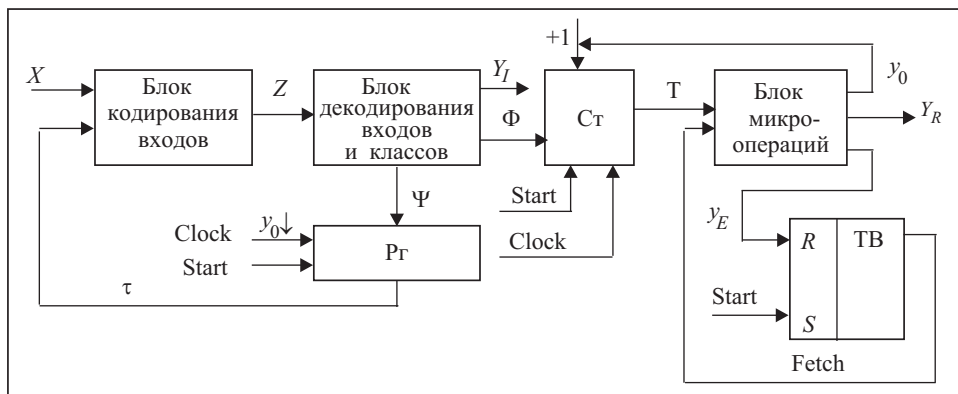 +1
X
Блок
кодирования
входов
Z
Блок
декодирования
входов
и классов
Y_I
Φ
Ст
T
Блок
микро-
операций
y_0
Y_R
Ψ
Start
Clock
Clock
y_0↓
Start
Рг
τ
y_E
R
ТВ
Start
S
Fetch